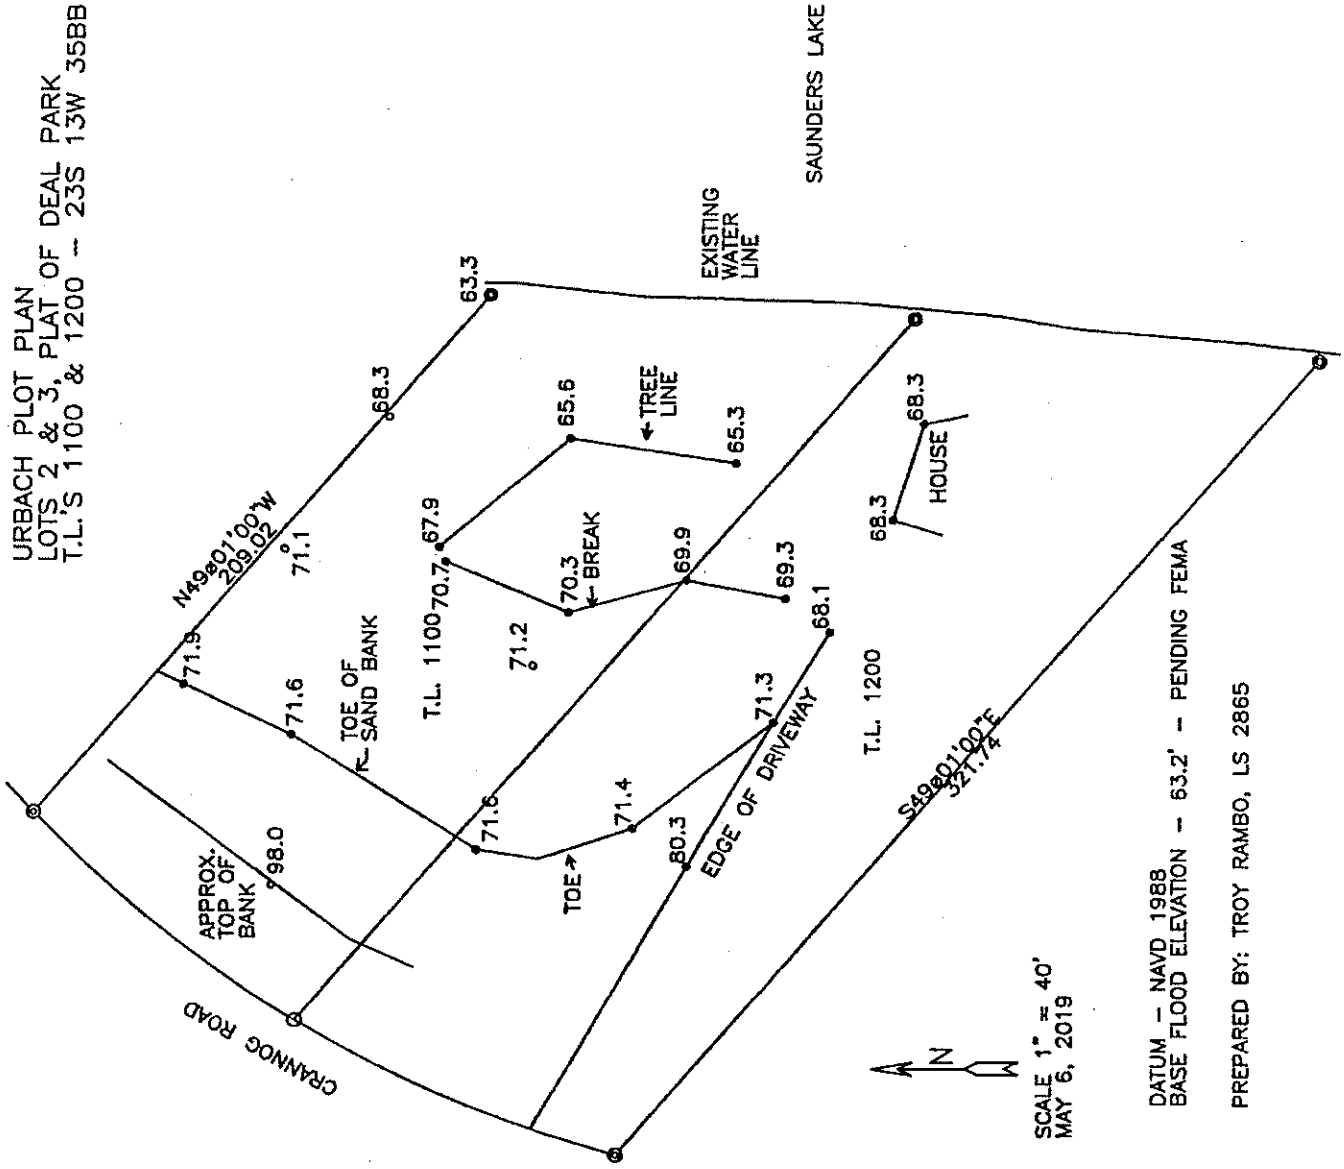 URBACH PLOT PLAN
LOTS 2 & 3, PLAT OF DEAL PARK
T.L.'S 1100 & 1200 - 23S 13W 35BB
SAUNDERS LAKE
EXISTING
WATER
LINE
63.3
68.3
N49ø01'00"W
209.02
71.1
71.9
71.6
TOE OF
SAND BANK
T.L. 1100
70.7
67.9
65.6
TREE
LINE
65.3
70.3
BREAK
71.2
69.9
69.3
68.1
68.3
68.3
HOUSE
APPROX.
TOP OF
BANK
98.0
71.6
TOE
71.4
71.3
80.3
EDGE OF DRIVEWAY
T.L. 1200
S49ø01'00"E
321.74
CRANNOG ROAD
N
SCALE 1" = 40'
MAY 6, 2019
DATUM - NAVD 1988
BASE FLOOD ELEVATION - 63.2' - PENDING FEMA
PREPARED BY: TROY RAMBO, LS 2865